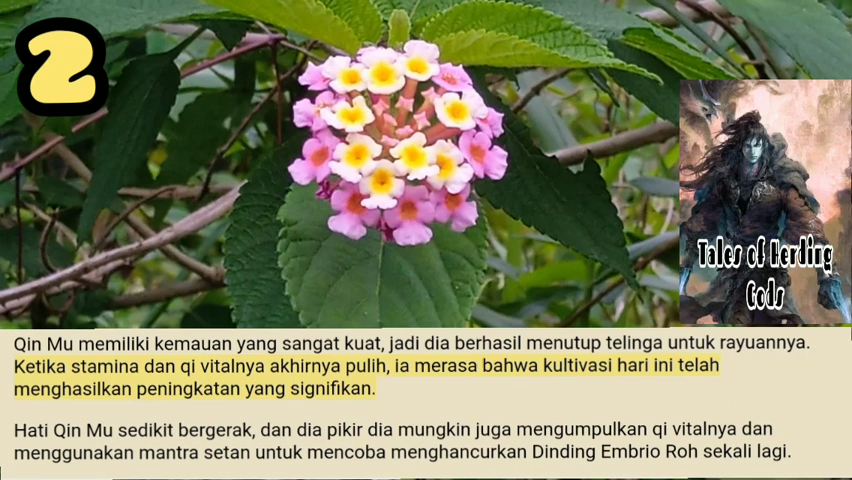 2
Tales of Herding
Gods
Qin Mu memiliki kemauan yang sangat kuat, jadi dia berhasil menutup telinga untuk rayuannya.
Ketika stamina dan qi vitalnya akhirnya pulih, ia merasa bahwa kultivasi hari ini telah
menghasilkan peningkatan yang signifikan.
Hati Qin Mu sedikit bergerak, dan dia pikir dia mungkin juga mengumpulkan qi vitalnya dan
menggunakan mantra setan untuk mencoba menghancurkan Dinding Embrio Roh sekali lagi.